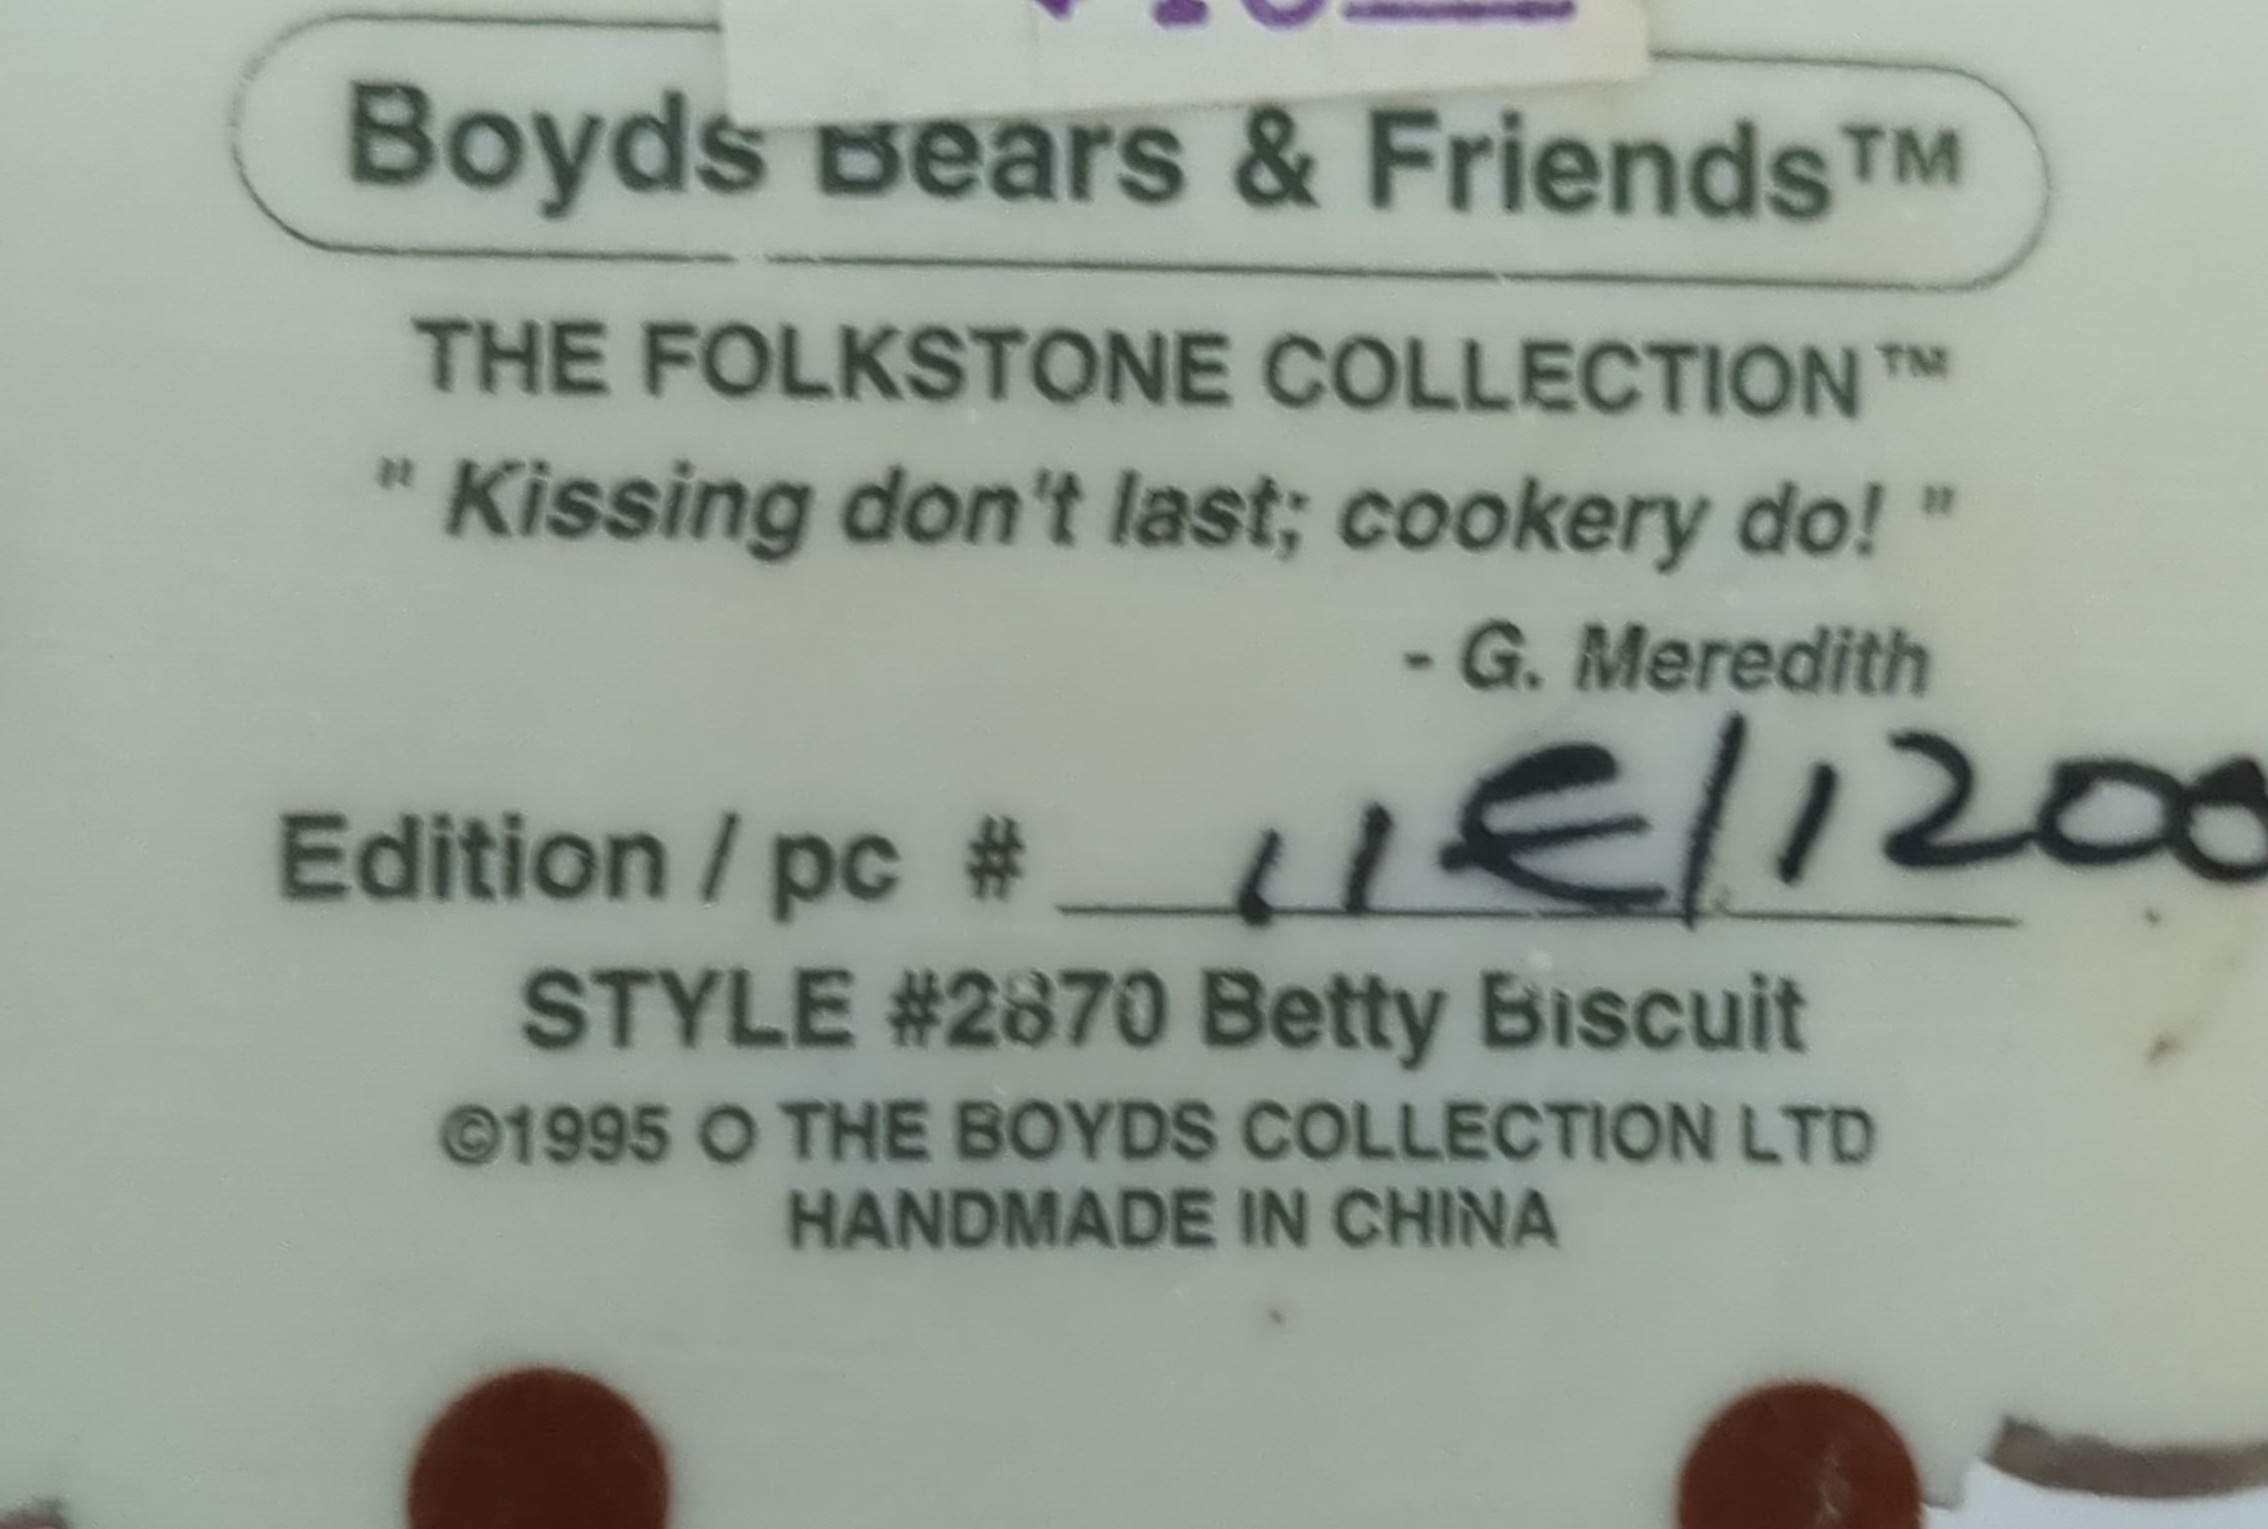 Boyds Bears & Friends™
THE FOLKSTONE COLLECTION™
" Kissing don't last; cookery do! "
- G. Meredith
Edition / pc # 11E/1200
STYLE #2870 Betty Biscuit
©1995 O THE BOYDS COLLECTION LTD
HANDMADE IN CHINA